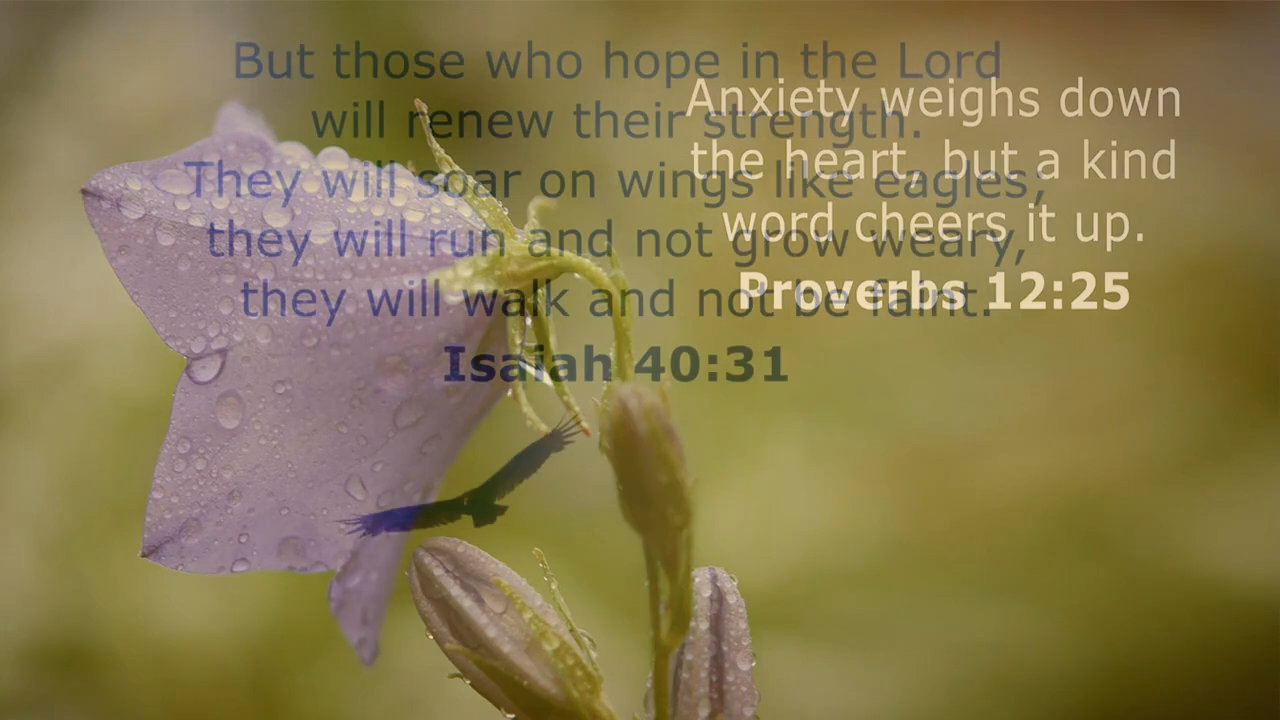 But those who hope in the Lord
will renew their strength.
They will soar on wings like eagles,
they will run and not grow weary,
they will walk and not be faint.
Isaiah 40:31
Anxiety weighs down
the heart, but a kind
word cheers it up.
Proverbs 12:25